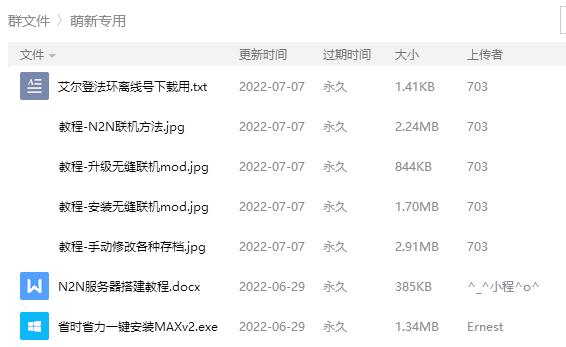 群文件 〉萌新专用
文件 更新时间 过期时间 大小 上传者
艾尔登法环离线号下载用.txt 2022-07-07 永久 1.41KB 703
教程-N2N联机方法.jpg 2022-07-07 永久 2.24MB 703
教程-升级无缝联机mod.jpg 2022-07-07 永久 844KB 703
教程-安装无缝联机mod.jpg 2022-07-07 永久 1.70MB 703
教程-手动修改各种存档.jpg 2022-07-07 永久 2.91MB 703
N2N服务器搭建教程.docx 2022-06-29 永久 385KB ^_^小程^o^
省时省力一键安装MAXv2.exe 2022-06-29 永久 1.34MB Ernest